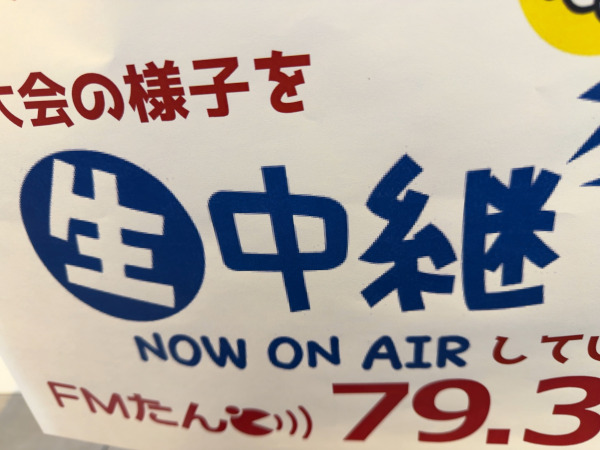 大会の様子を
生中継
NOW ON AIR してい
FMたんと 79.3